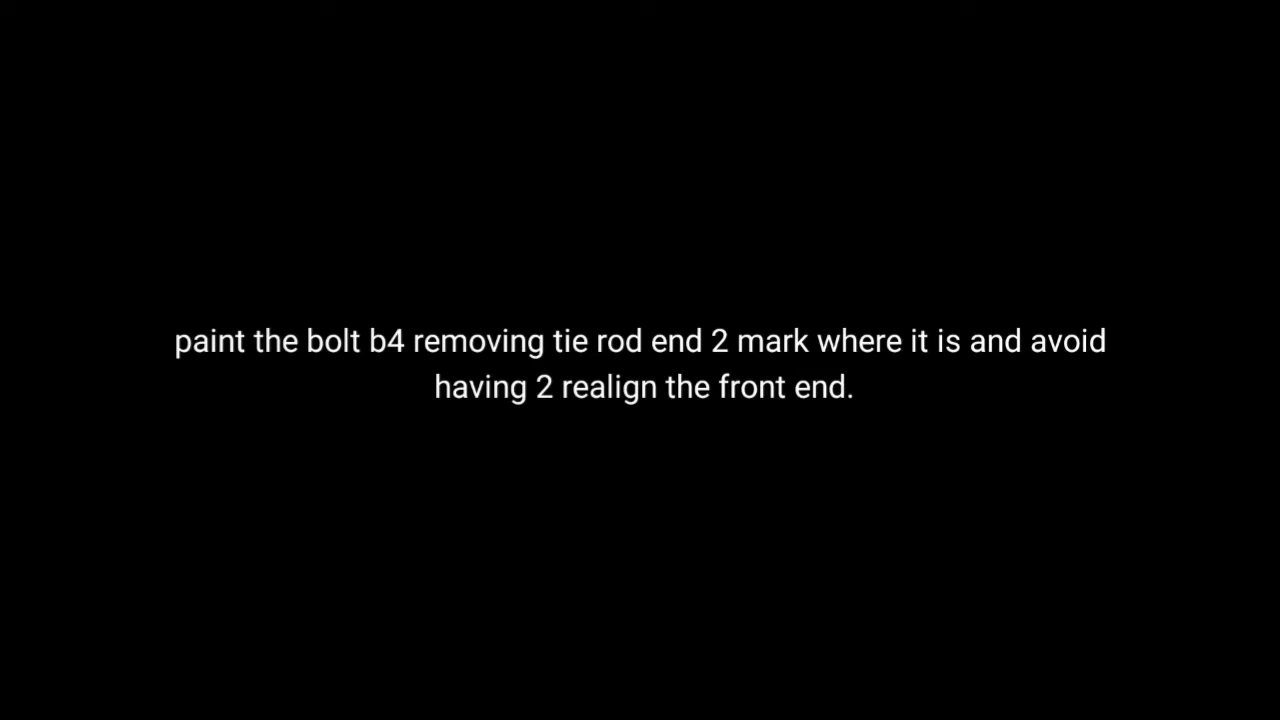 paint the bolt b4 removing tie rod end 2 mark where it is and avoid
having 2 realign the front end.